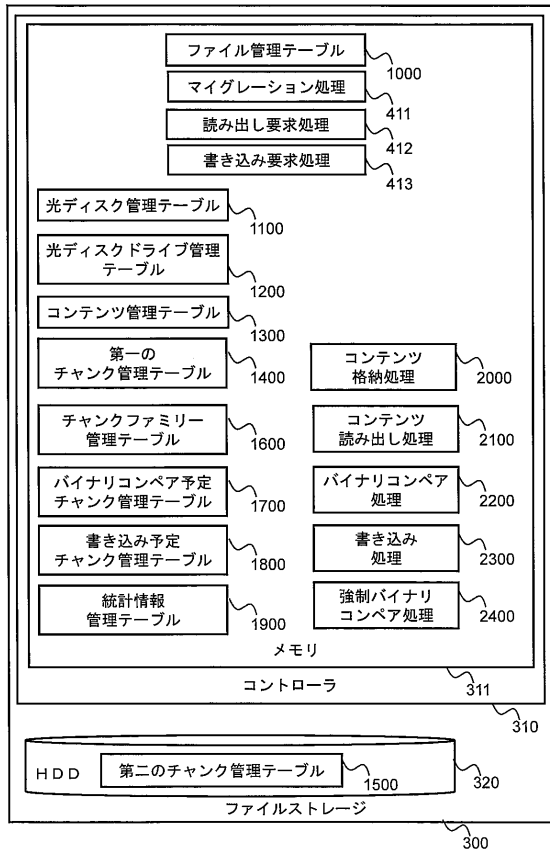 ファイル管理テーブル
1000
マイグレーション処理
411
読み出し要求処理
412
書き込み要求処理
413
光ディスク管理テーブル
1100
光ディスクドライブ管理
テーブル
1200
コンテンツ管理テーブル
1300
第一の
チャンク管理テーブル
1400
コンテンツ
格納処理
2000
チャンクファミリー
管理テーブル
1600
コンテンツ
読み出し処理
2100
バイナリコンペア予定
チャンク管理テーブル
1700
バイナリコンペア
処理
2200
書き込み予定
チャンク管理テーブル
1800
書き込み
処理
2300
統計情報
管理テーブル
1900
強制バイナリ
コンペア処理
2400
メモリ
311
コントローラ
310
HDD
第二のチャンク管理テーブル
1500
320
ファイルストレージ
300